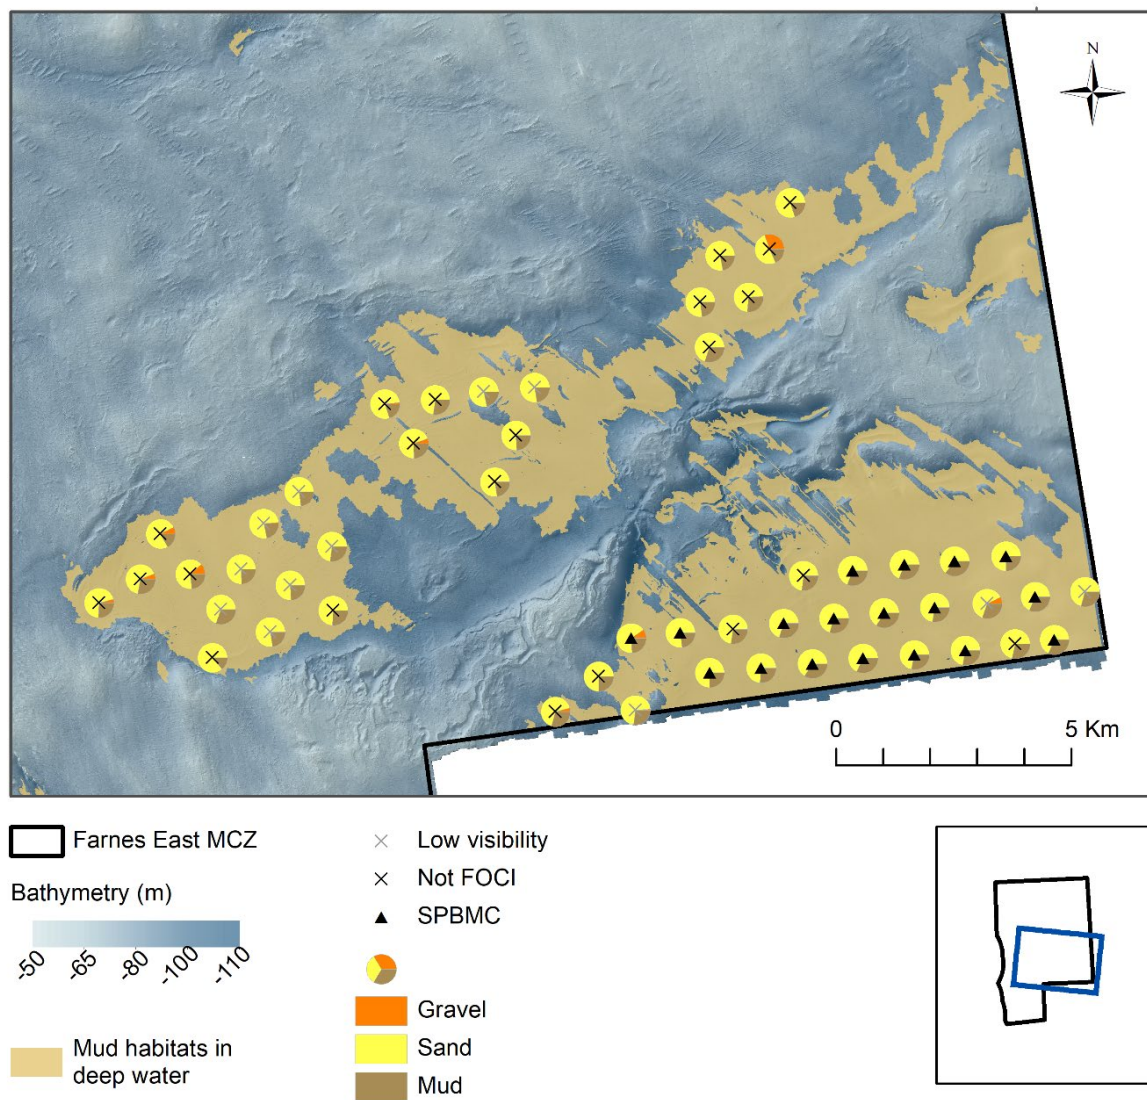 N
0 5 Km
Farnes East MCZ
Bathymetry (m)
-50 -65 -80 -100 -110
Mud habitats in
deep water
Low visibility
Not FOCI
SPBMC
Gravel
Sand
Mud